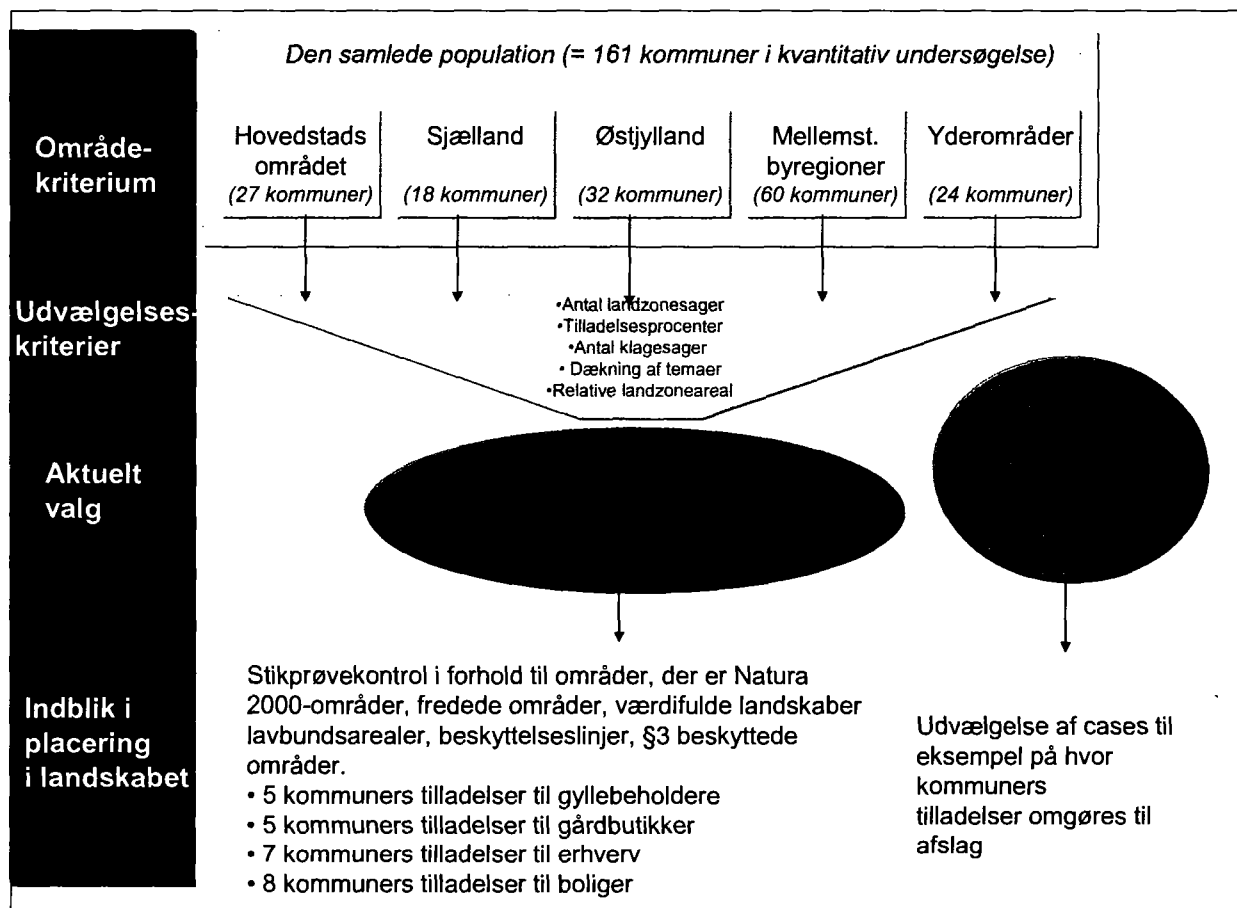 Den samlede population (= 161 kommuner i kvantitativ undersøgelse)
Område-
kriterium
Hovedstads
området
(27 kommuner)
Sjælland
(18 kommuner)
Østjylland
(32 kommuner)
Mellemst.
byregioner
(60 kommuner)
Yderområder
(24 kommuner)
Udvælgelses-
kriterier
•Antal landzonesager
•Tilladelsesprocenter
•Antal klagesager
• Dækning af temaer
•Relative landzoneareal
Aktuelt
valg
Indblik i
placering
i landskabet
Stikprøvekontrol i forhold til områder, der er Natura
2000-områder, fredede områder, værdifulde landskaber
lavbundsarealer, beskyttelseslinjer, §3 beskyttede
områder.
• 5 kommuners tilladelser til gyllebeholdere
• 5 kommuners tilladelser til gårdbutikker
• 7 kommuners tilladelser til erhverv
• 8 kommuners tilladelser til boliger
Udvælgelse af cases til
eksempel på hvor
kommuners
tilladelser omgøres til
afslag